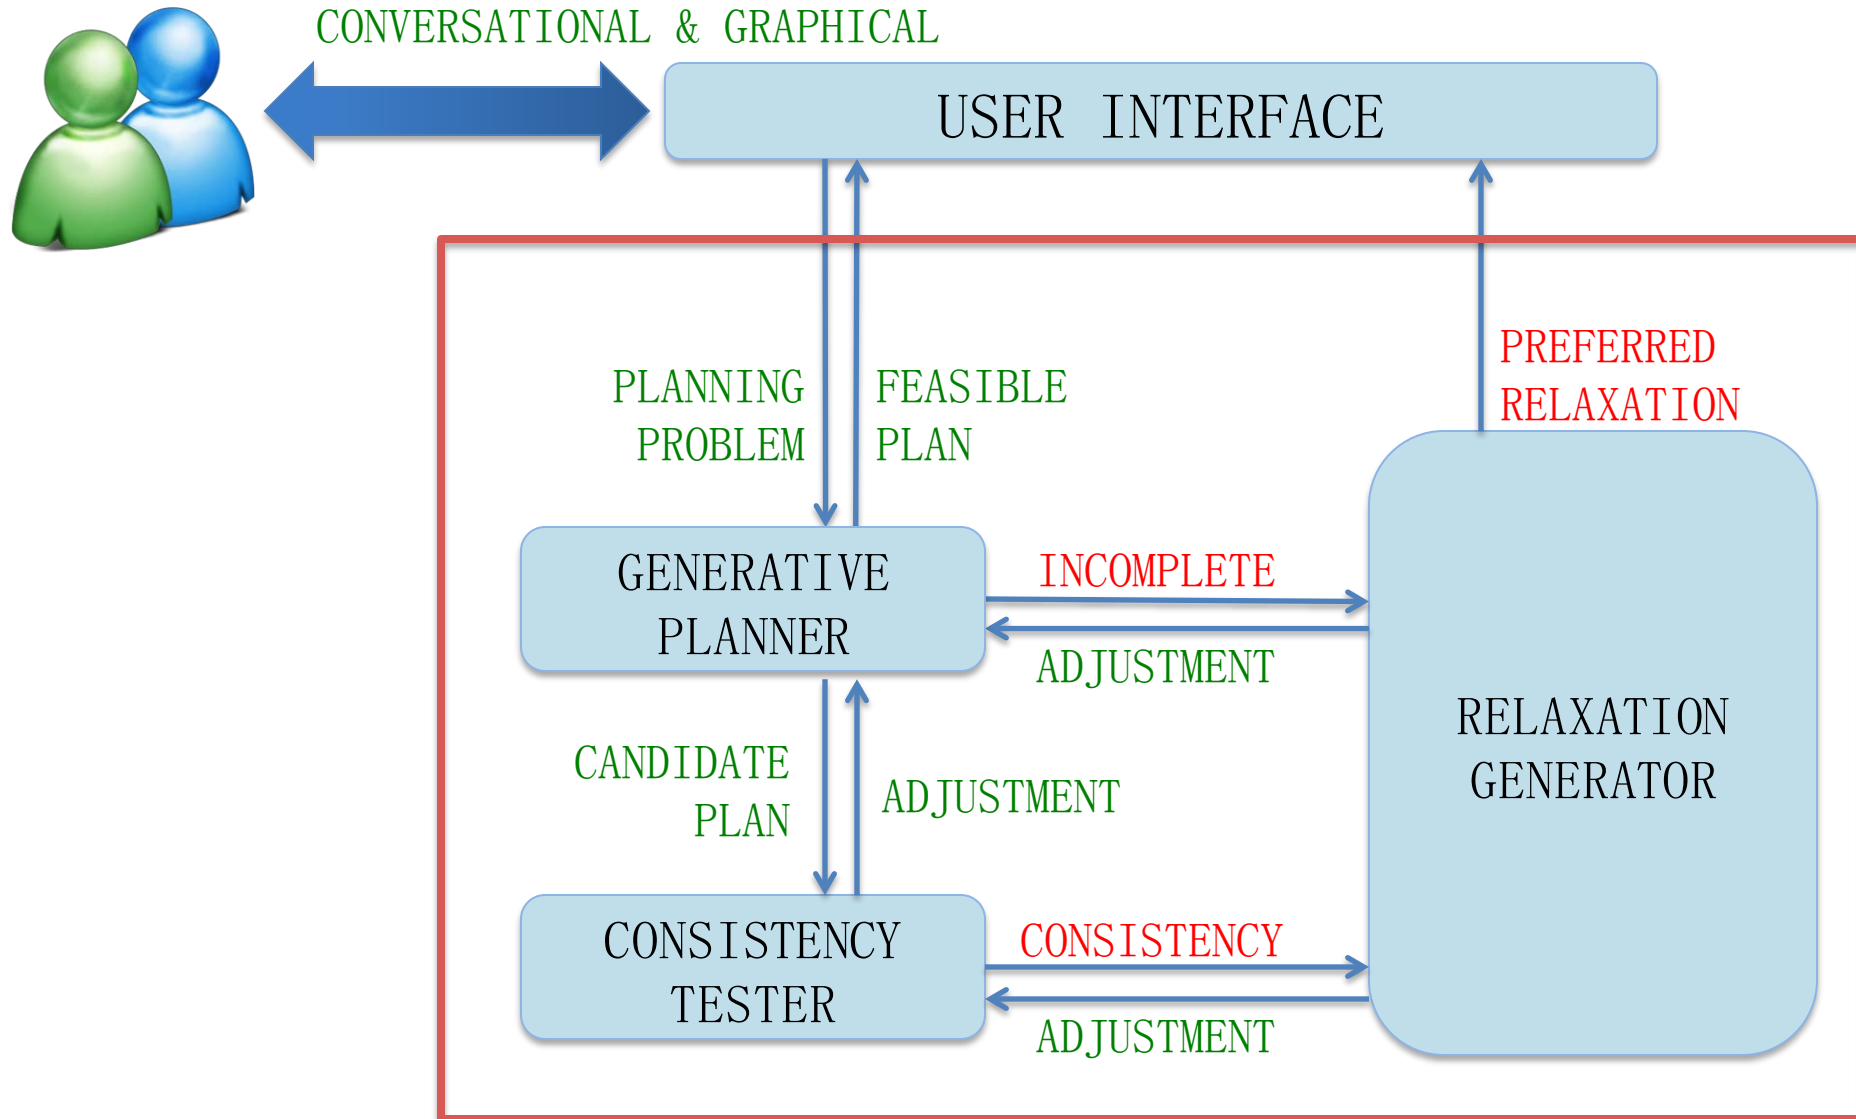 CONVERSATIONAL & GRAPHICAL
USER INTERFACE
PREFERRED
RELAXATION
PLANNING
PROBLEM
FEASIBLE
PLAN
GENERATIVE
PLANNER
INCOMPLETE
ADJUSTMENT
RELAXATION
GENERATOR
CANDIDATE
PLAN
ADJUSTMENT
CONSISTENCY
TESTER
CONSISTENCY
ADJUSTMENT